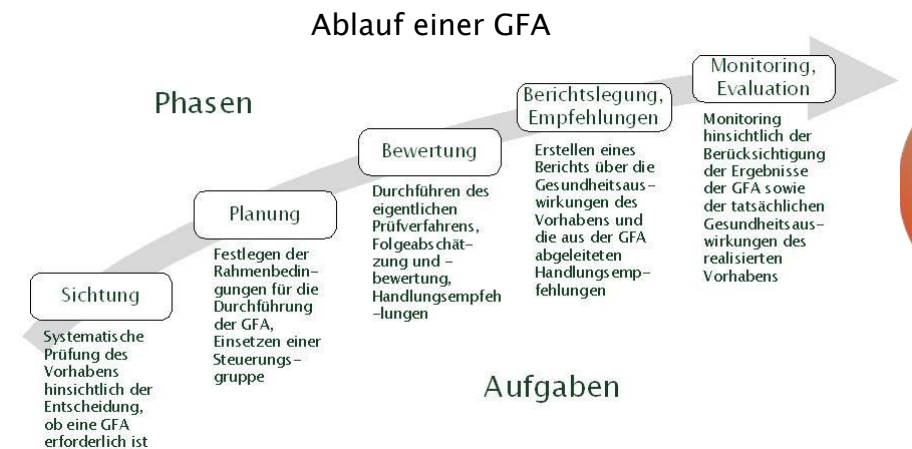 Ablauf einer GFA
Phasen
Sichtung
Systematische
Prüfung des
Vorhabens
hinsichtlich der
Entscheidung,
ob eine GFA
erforderlich ist
Planung
Festlegen der
Rahmenbedin-
gungen für die
Durchführung
der GFA,
Einsetzen einer
Steuerungs-
gruppe
Bewertung
Durchführen des
eigentlichen
Prüfverfahrens,
Folgeabschät-
zung und -
bewertung,
Handlungsempfeh
-lungen
Berichtslegung,
Empfehlungen
Erstellen eines
Berichts über die
Gesundheitsaus-
wirkungen des
Vorhabens und
die aus der GFA
abgeleiteten
Handlungsemp-
fehlungen
Monitoring,
Evaluation
Monitoring
hinsichtlich der
Berücksichtigung
der Ergebnisse
der GFA sowie
der tatsächlichen
Gesundheitsaus-
wirkungen des
realisierten
Vorhabens
Aufgaben